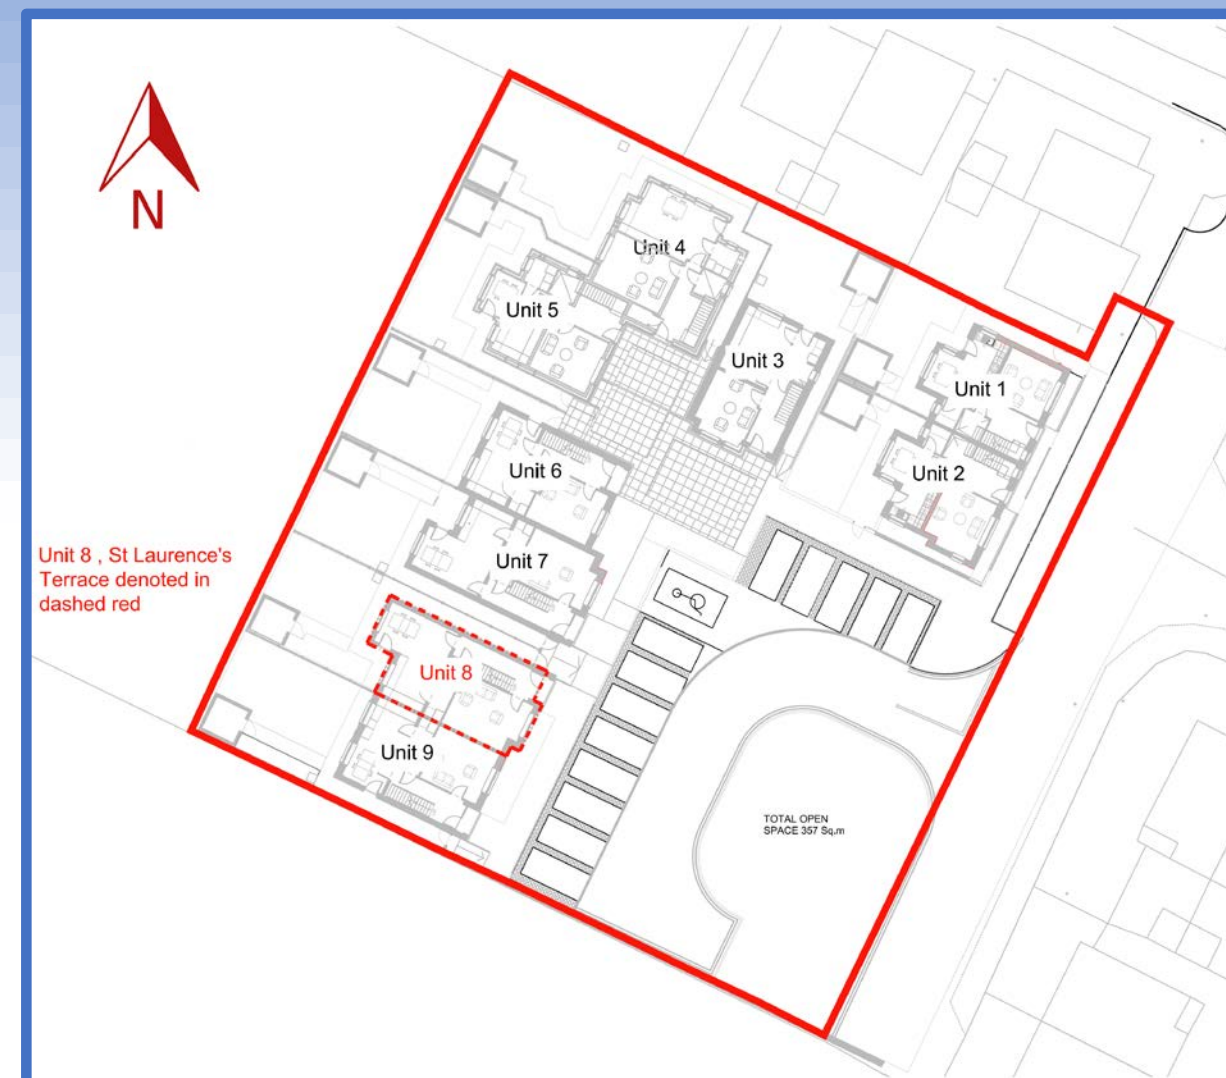 N
Unit 4
Unit 5
Unit 3
Unit 1
Unit 6
Unit 2
Unit 7
Unit 8 , St Laurence's
Terrace denoted in
dashed red
Unit 8
Unit 9
TOTAL OPEN
SPACE 357 Sq.m